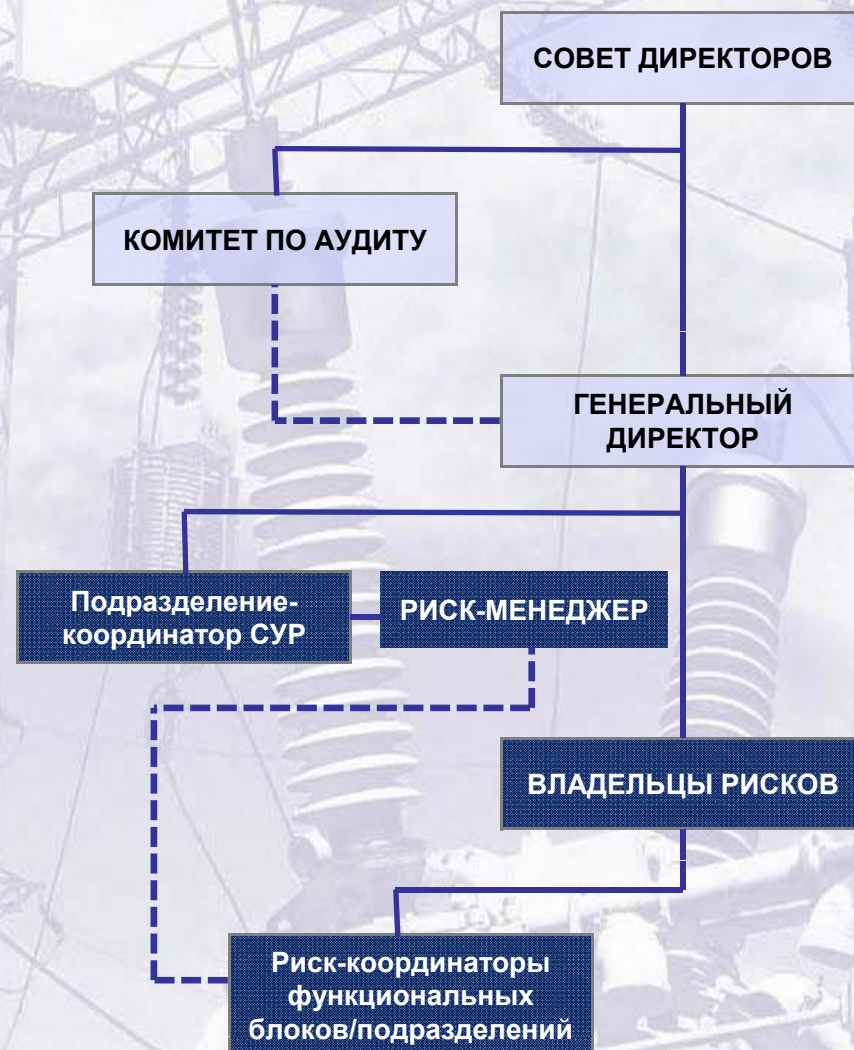 СОВЕТ ДИРЕКТОРОВ
КОМИТЕТ ПО АУДИТУ
ГЕНЕРАЛЬНЫЙ
ДИРЕКТОР
Подразделение-
координатор СУР
РИСК-МЕНЕДЖЕР
ВЛАДЕЛЬЦЫ РИСКОВ
Риск-координаторы
функциональных
блоков/подразделений